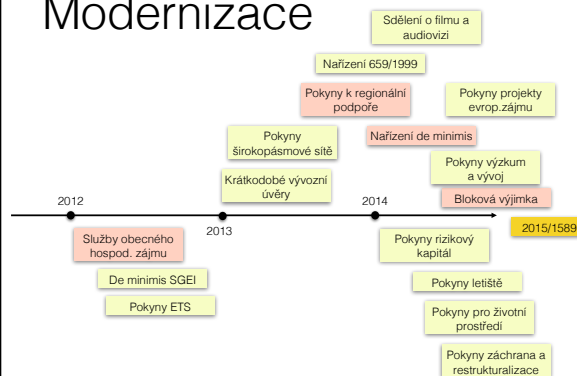 Modernizace
Sdělení o filmu a
audiovizi
Nařízení 659/1999
Pokyny k regionální
podpoře
Pokyny projekty
evrop.zájmu
Pokyny
širokopásmové sítě
Nařízení de minimis
Pokyny výzkum
a vývoj
Krátkodobé vývozní
úvěry
Bloková výjimka
2012
2013
2014
2015/1589
Služby obecného
hospod. zájmu
Pokyny rizikový
kapitál
De minimis SGEI
Pokyny letiště
Pokyny ETS
Pokyny pro životní
prostředí
Pokyny záchrana a
restrukturalizace